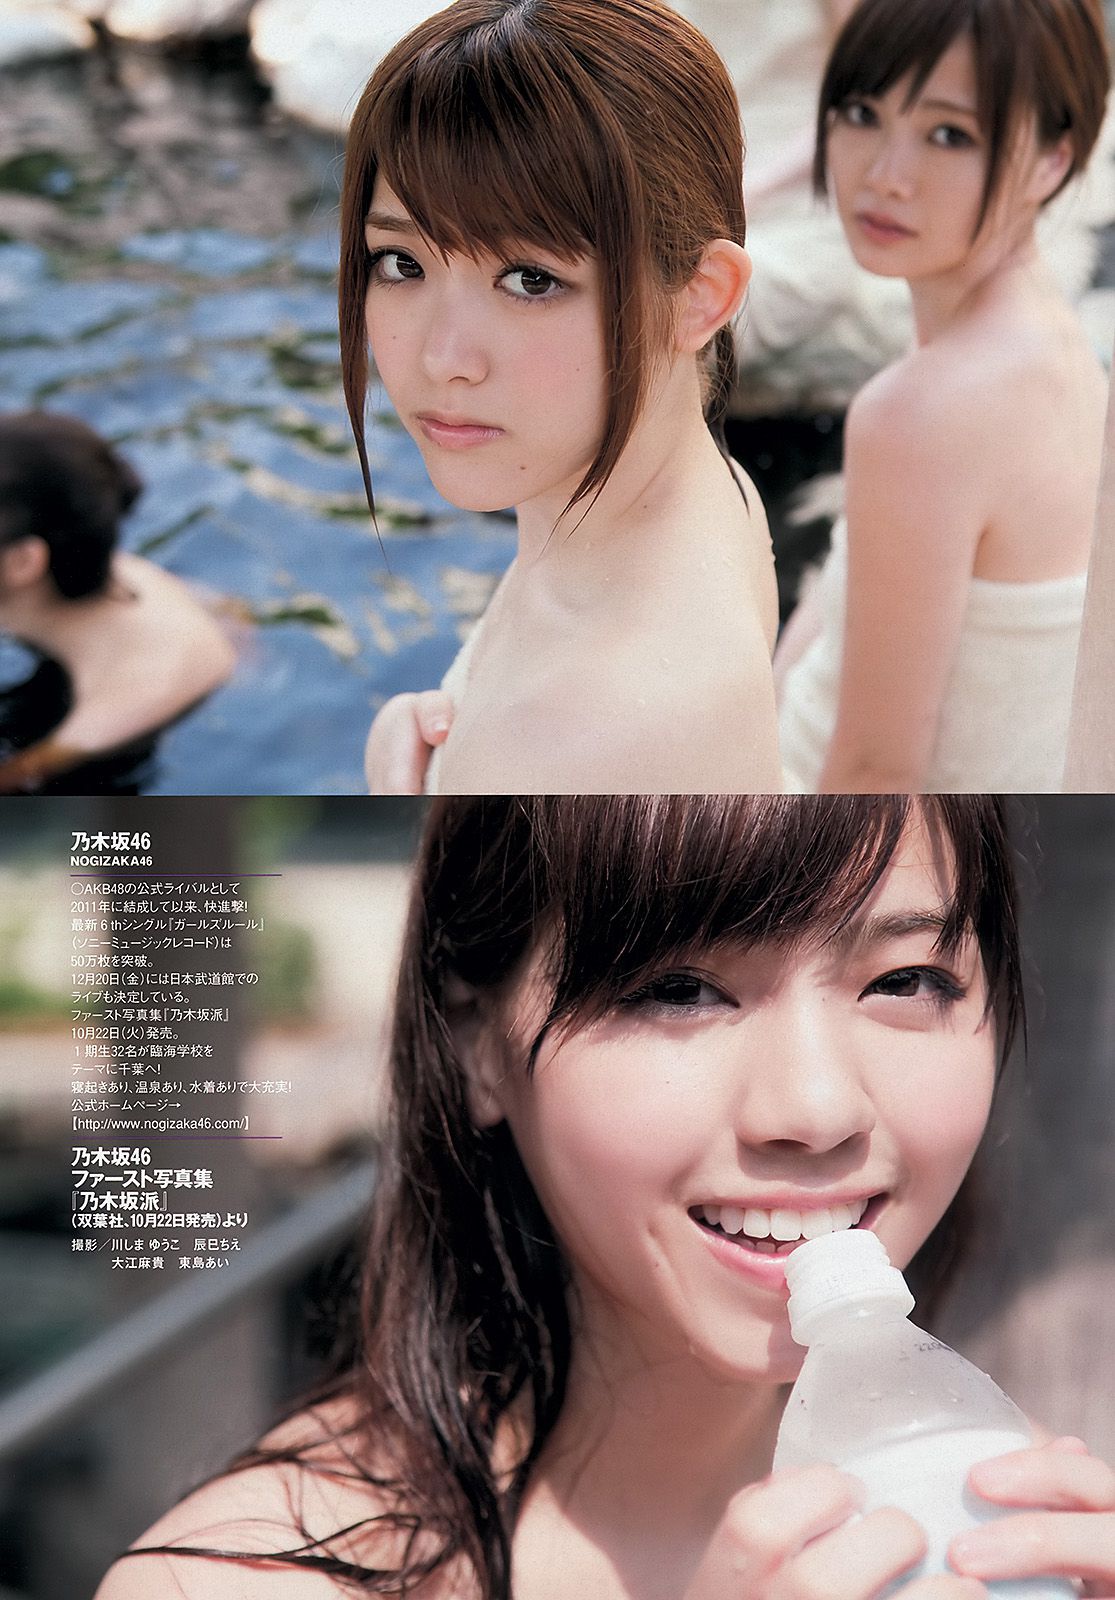 乃木坂46
NOGIZAKA46
○AKB48の公式ライバルとして
2011年に結成して以来、快進撃!
最新6thシングル『ガールズルール』
(ソニーミュージックレコード)は
50万枚を突破。
12月20日(金)には日本武道館での
ライブも決定している。
ファースト写真集『乃木坂派』
10月22日(火)発売。
1期生32名が臨海学校を
テーマに千葉へ!
寝起きあり、温泉あり、水着ありで大充実!
公式ホームページ→
【http://www.nogizaka46.com/】
乃木坂46
ファースト写真集
『乃木坂派』
(双葉社、10月22日発売)より
撮影/川しまゆうこ 辰巳ちえ
大江麻貴 東島あい